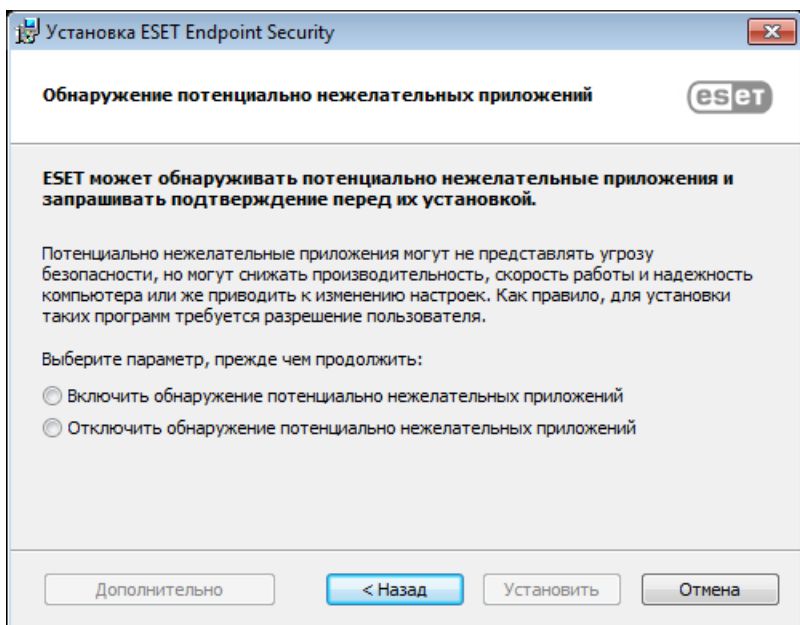 Установка ESET Endpoint Security
Обнаружение потенциально нежелательных приложений
eseт
ESET может обнаруживать потенциально нежелательные приложения и
запрашивать подтверждение перед их установкой.
Потенциально нежелательные приложения могут не представлять угрозу
безопасности, но могут снижать производительность, скорость работы и надежность
компьютера или же приводить к изменению настроек. Как правило, для установки
таких программ требуется разрешение пользователя.
Выберите параметр, прежде чем продолжить:
Включить обнаружение потенциально нежелательных приложений
Отключить обнаружение потенциально нежелательных приложений
Дополнительно
< Назад
Установить
Отмена